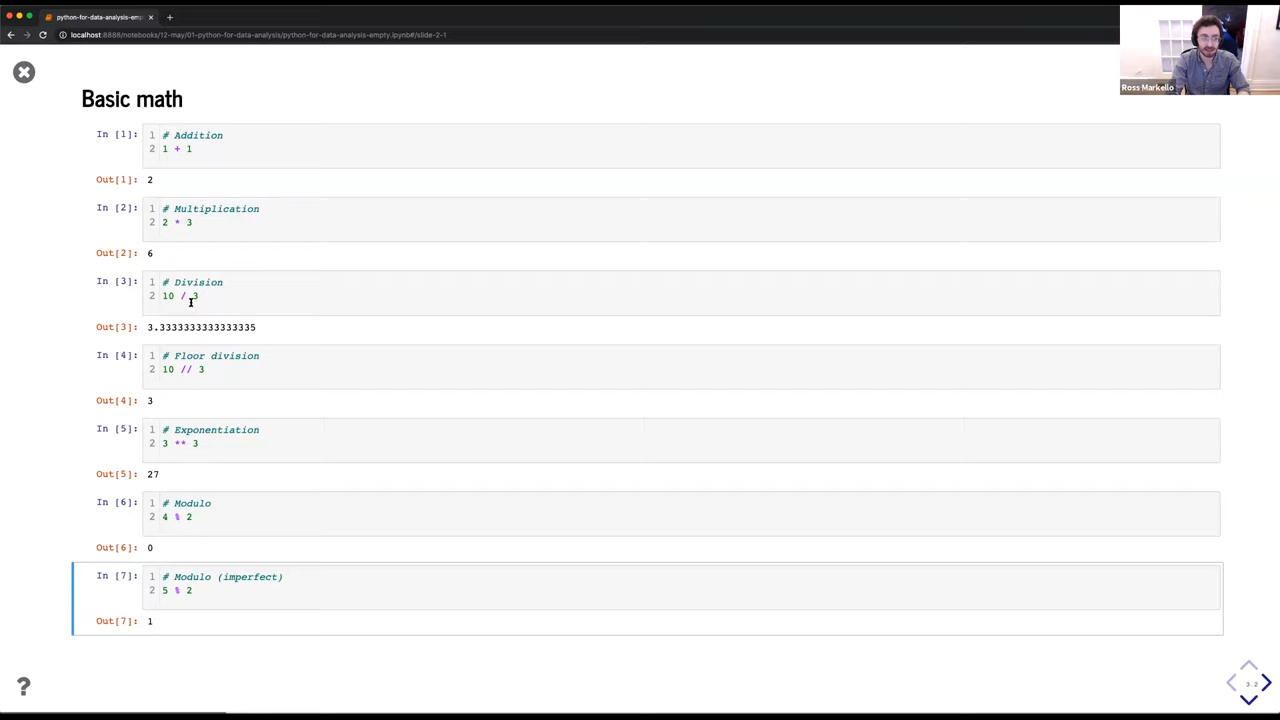 python-for-data-analysis-emp
localhost:8888/notebooks/12-may/01-python-for-data-analysis/python-for-data-analysis-empty.ipynb#/slide-2-1
Ross Markello
Basic math
In [1]: 1 # Addition
2 1 + 1
Out[1]: 2
In [2]: 1 # Multiplication
2 2 * 3
Out[2]: 6
In [3]: 1 # Division
2 10 / 3
Out[3]: 3.3333333333333335
In [4]: 1 # Floor division
2 10 // 3
Out[4]: 3
In [5]: 1 # Exponentiation
2 3 ** 3
Out[5]: 27
In [6]: 1 # Modulo
2 4 % 2
Out[6]: 0
In [7]: 1 # Modulo (imperfect)
2 5 % 2
Out[7]: 1
?
3.2